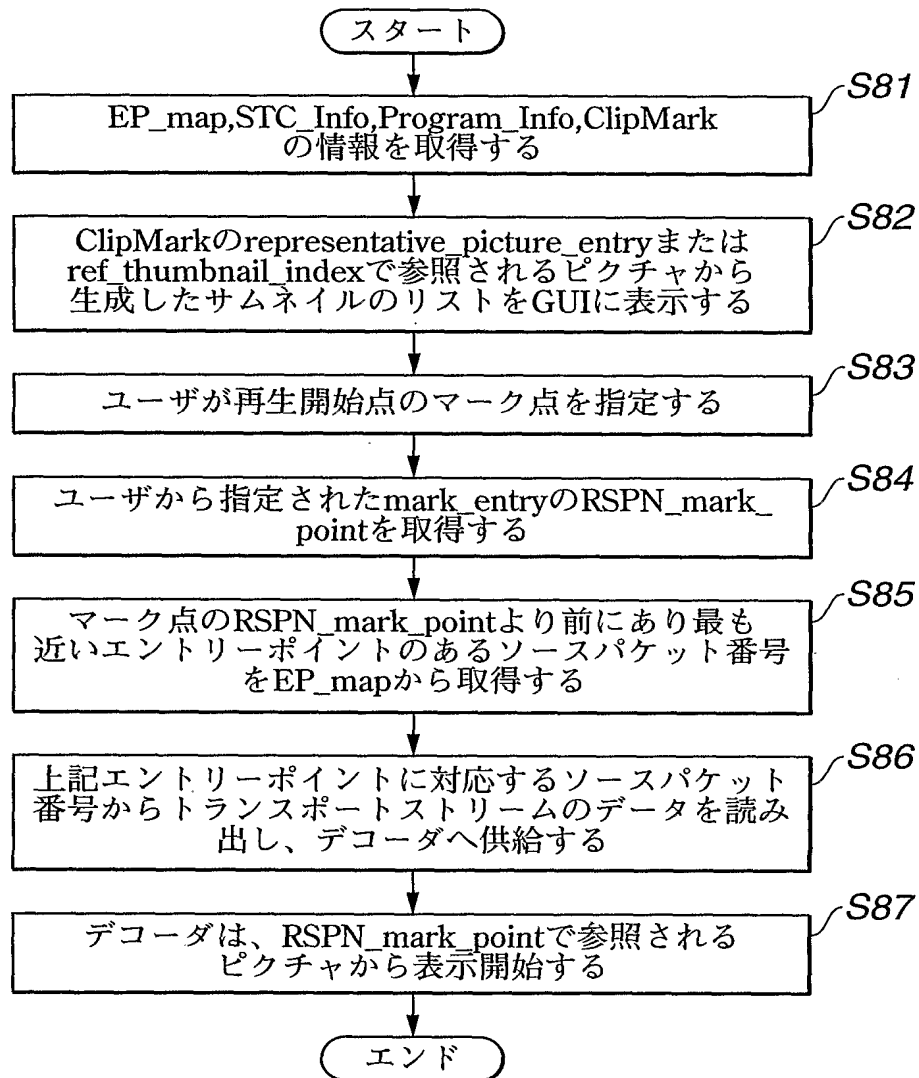 スタート
S81
EP_map,STC_Info,Program_Info,ClipMark
の情報を取得する
S82
ClipMarkのrepresentative_picture_entryまたは
ref_thumbnail_indexで参照されるピクチャから
生成したサムネイルのリストをGUIに表示する
S83
ユーザが再生開始点のマーク点を指定する
S84
ユーザから指定されたmark_entryのRSPN_mark_
pointを取得する
S85
マーク点のRSPN_mark_pointより前にあり最も
近いエントリーポイントのあるソースパケット番号
をEP_mapから取得する
S86
上記エントリーポイントに対応するソースパケット
番号からトランスポートストリームのデータを読み
出し、デコーダへ供給する
S87
デコーダは、RSPN_mark_pointで参照される
ピクチャから表示開始する
エンド